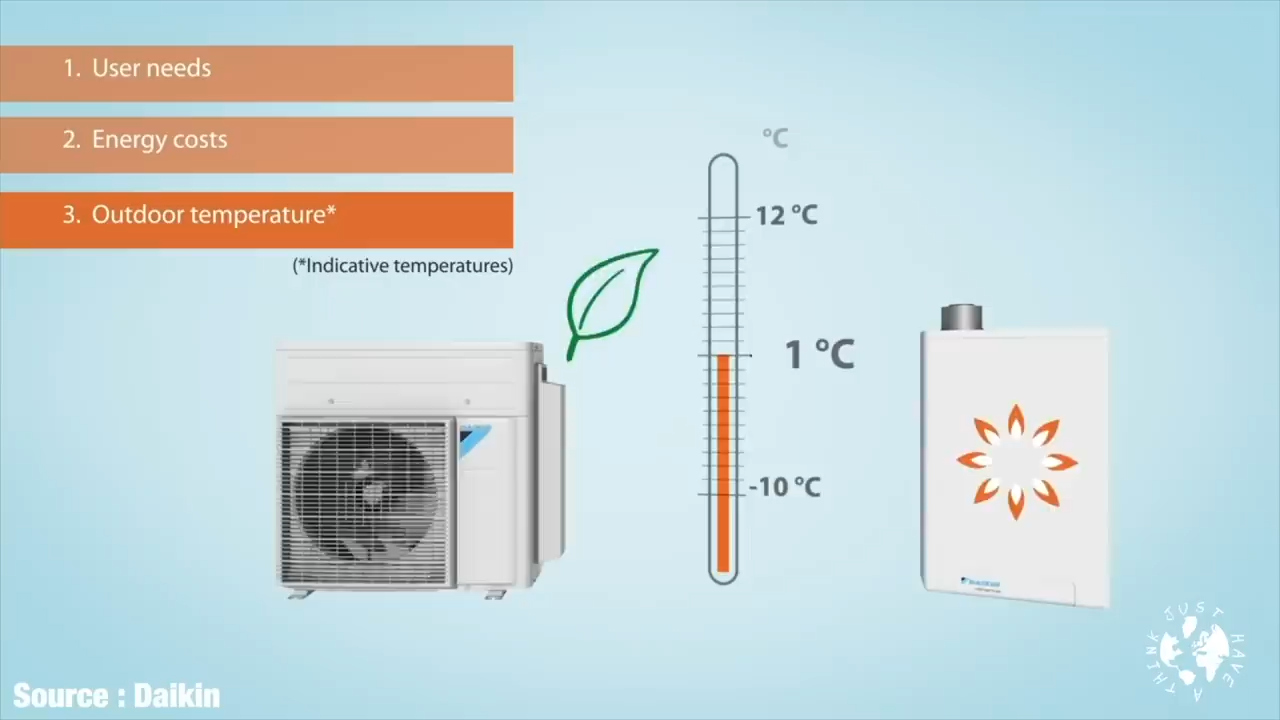 1. User needs
2. Energy costs
3. Outdoor temperature*
(*Indicative temperatures)
°C
12 °C
1 °C
-10 °C
JUST HAVE A THINK
Source : Daikin